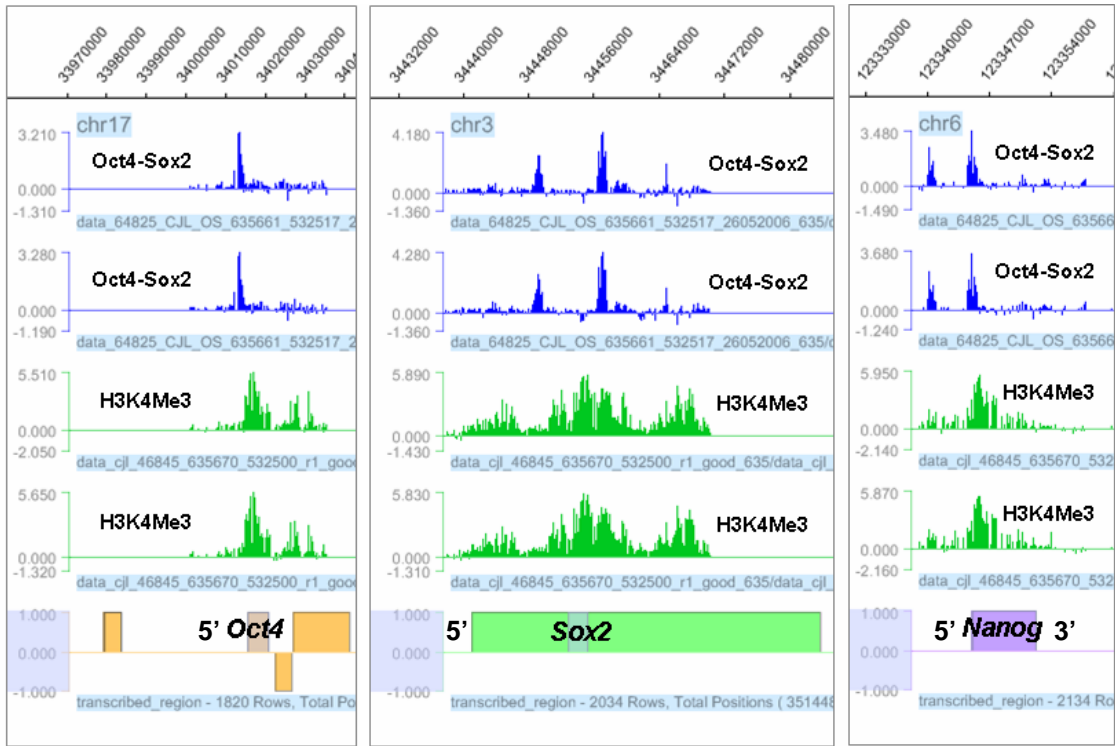 33970000 33980000 33990000 34000000 34010000 34020000 34030000
chr17
3.210
Oct4-Sox2
0.000
-1.310
data_64825_CJL_OS_635661_532517_2
3.280
Oct4-Sox2
0.000
-1.190
data_64825_CJL_OS_635661_532517_2
5.510
H3K4Me3
0.000
-2.050
data_cjl_46845_635670_532500_r1_good
5.650
H3K4Me3
0.000
-1.320
data_cjl_46845_635670_532500_r1_good
1.000
5' Oct4
0.000
-1.000
transcribed_region - 1820 Rows, Total Po
34432000 34440000 34448000 34456000 34464000 34472000 34480000
chr3
4.180
Oct4-Sox2
0.000
-1.360
data_64825_CJL_OS_635661_532517_26052006_635/d
4.280
Oct4-Sox2
0.000
-1.360
data_64825_CJL_OS_635661_532517_26052006_635/d
5.890
H3K4Me3
0.000
-1.430
data_cjl_46845_635670_532500_r1_good_635/data_cjl_
5.830
H3K4Me3
0.000
-1.310
data_cjl_46845_635670_532500_r1_good_635/data_cjl_
1.000
5' Sox2
0.000
-1.000
transcribed_region - 2034 Rows, Total Positions ( 351448
123333000 123340000 123347000 123354000
chr6
3.480
Oct4-Sox2
0.000
-1.490
data_64825_CJL_OS_63566
3.680
Oct4-Sox2
0.000
-1.240
data_64825_CJL_OS_63566
5.950
H3K4Me3
0.000
-2.140
data_cjl_46845_635670_532
5.870
H3K4Me3
0.000
-2.160
data_cjl_46845_635670_532
1.000
5' Nanog 3'
0.000
-1.000
transcribed_region - 2134 Ro